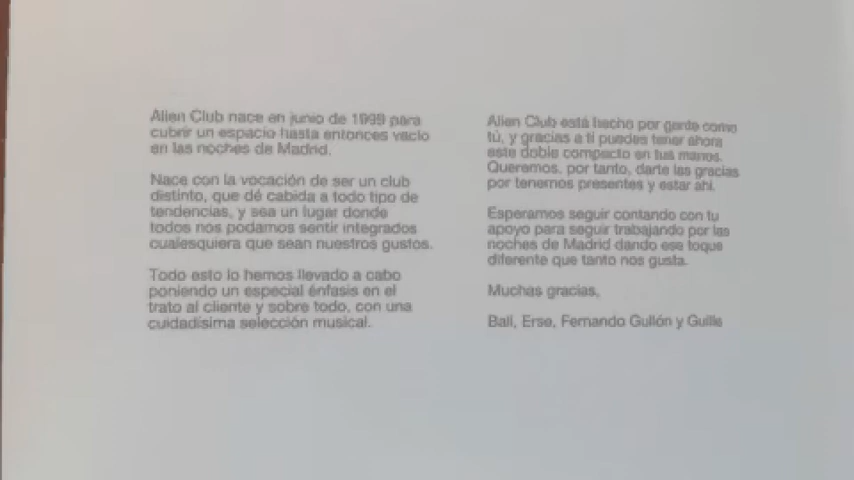 Alien Club nace en junio de 1999 para
cubrir un espacio hasta entonces vacío
en las noches de Madrid.
Nace con la vocación de ser un club
distinto, que dé cabida a todo tipo de
tendencias, y sea un lugar donde
todos nos podamos sentir integrados
cualesquiera que sean nuestros gustos.
Todo esto lo hemos llevado a cabo
poniendo un especial énfasis en el
trato al cliente y sobre todo, con una
cuidadísima selección musical.
Alien Club está hecho por gente como
tú, y gracias a ti puedes tener ahora
este doble compacto en tus manos.
Queremos, por tanto, darte las gracias
por tenernos presentes y estar ahí.
Esperamos seguir contando con tu
apoyo para seguir trabajando por las
noches de Madrid dando ese toque
diferente que tanto nos gusta.
Muchas gracias,
Bali, Erse, Fernando Gullón y Guille